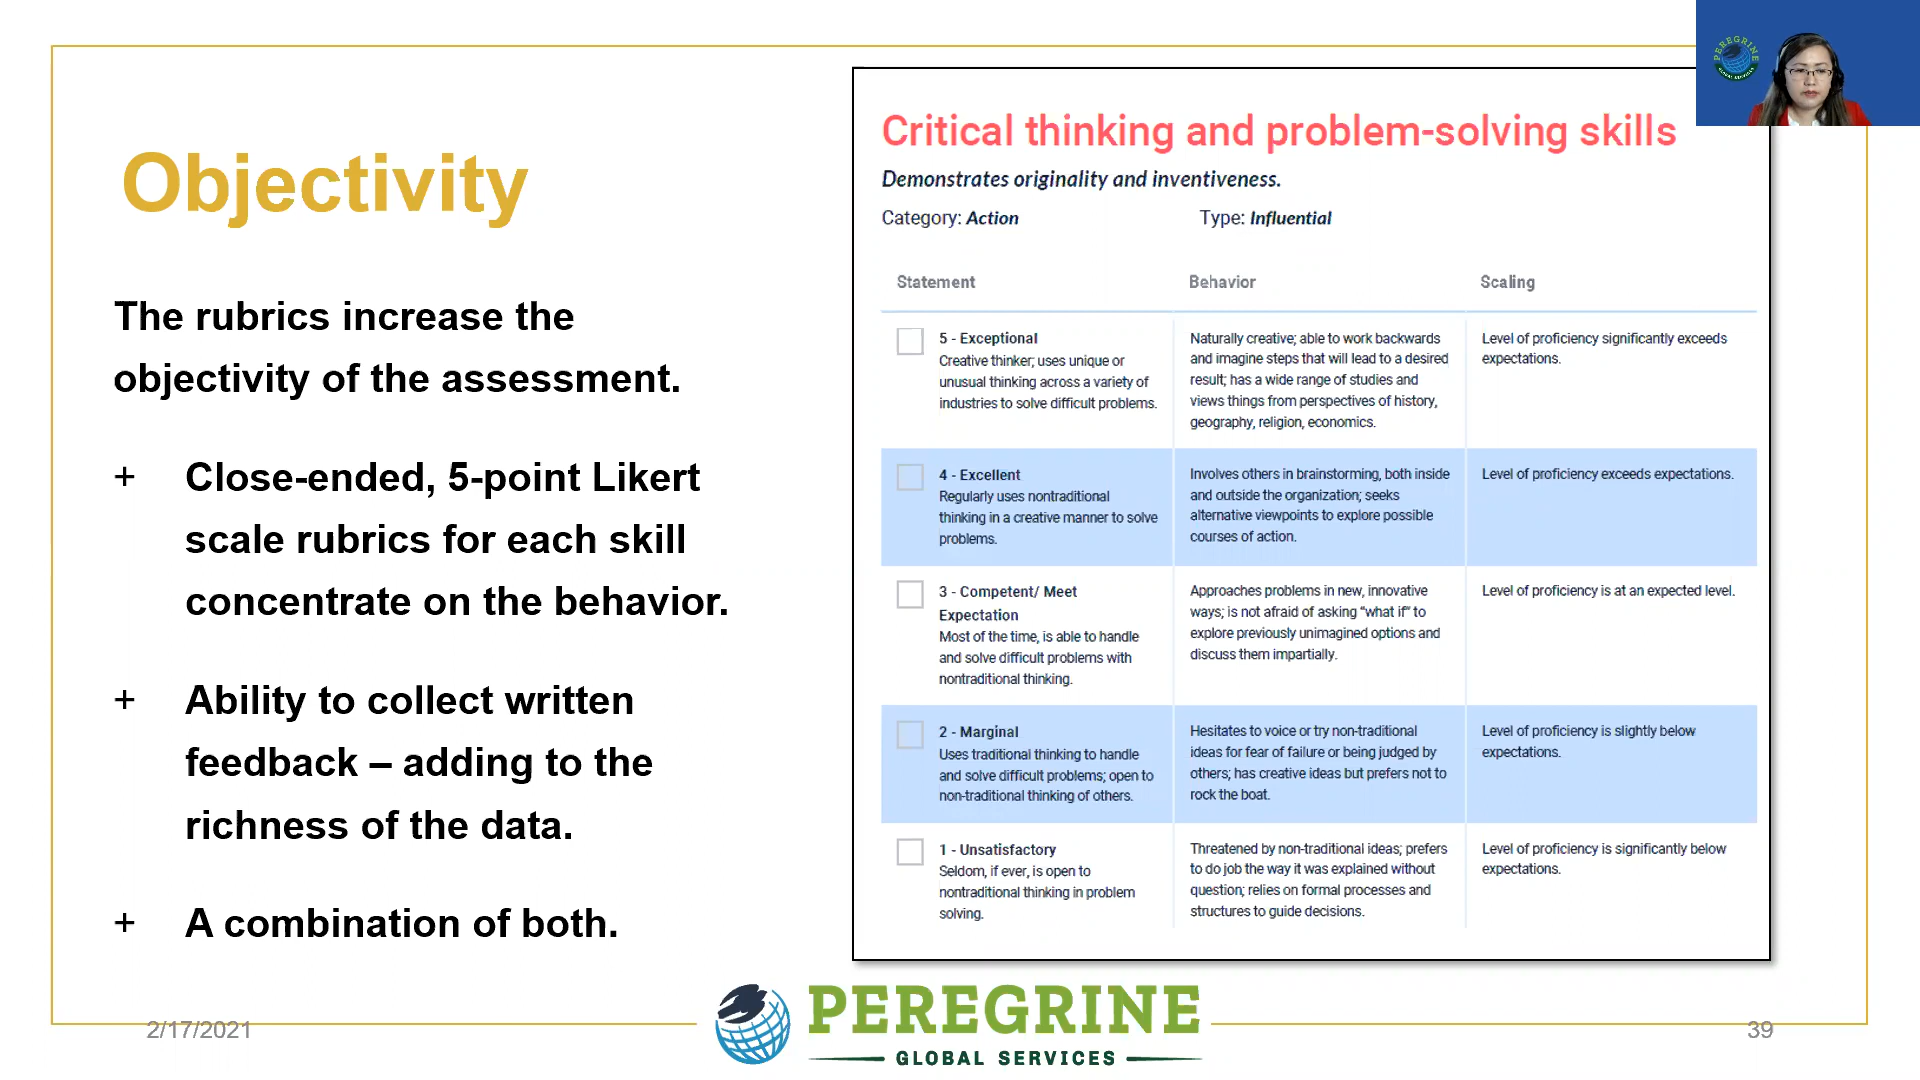 Objectivity
The rubrics increase the
objectivity of the assessment.
+ Close-ended, 5-point Likert
scale rubrics for each skill
concentrate on the behavior.
+ Ability to collect written
feedback – adding to the
richness of the data.
+ A combination of both.
Critical thinking and problem-solving skills
Demonstrates originality and inventiveness.
Category: Action Type: Influential
Statement Behavior Scaling
5 - Exceptional
Creative thinker; uses unique or
unusual thinking across a variety of
industries to solve difficult problems.
Naturally creative; able to work backwards
and imagine steps that will lead to a desired
result; has a wide range of studies and
views things from perspectives of history,
geography, religion, economics.
Level of proficiency significantly exceeds
expectations.
4 - Excellent
Regularly uses nontraditional
thinking in a creative manner to solve
problems.
Involves others in brainstorming, both inside
and outside the organization; seeks
alternative viewpoints to explore possible
courses of action.
Level of proficiency exceeds expectations.
3 - Competent/ Meet
Expectation
Most of the time, is able to handle
and solve difficult problems with
nontraditional thinking.
Approaches problems in new, innovative
ways; is not afraid of asking “what if” to
explore previously unimagined options and
discuss them impartially.
Level of proficiency is at an expected level.
2 - Marginal
Uses traditional thinking to handle
and solve difficult problems; open to
non-traditional thinking of others.
Hesitates to voice or try non-traditional
ideas for fear of failure or being judged by
others; has creative ideas but prefers not to
rock the boat.
Level of proficiency is slightly below
expectations.
1 - Unsatisfactory
Seldom, if ever, is open to
nontraditional thinking in problem
solving.
Threatened by non-traditional ideas; prefers
to do job the way it was explained without
question; relies on formal processes and
structures to guide decisions.
Level of proficiency is significantly below
expectations.
PEREGRINE
GLOBAL SERVICES
2/17/2021
PEREGRINE
GLOBAL SERVICES
39